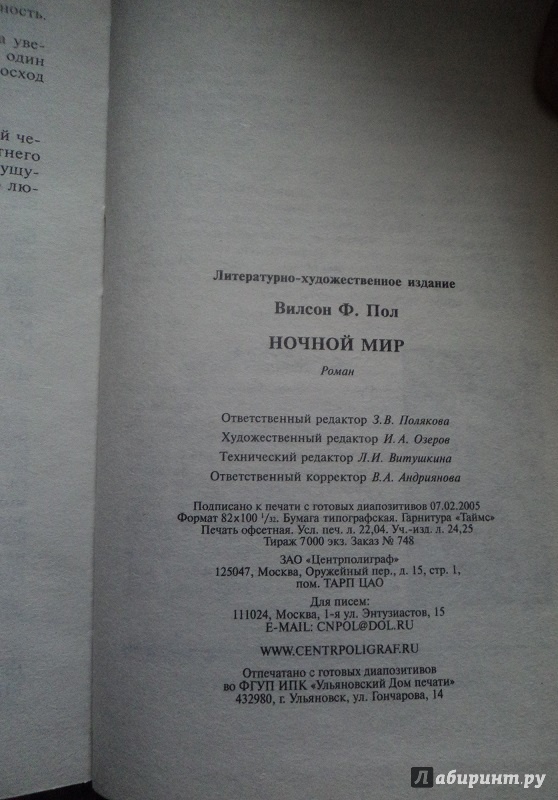 ность.
а уве-
один
осход
й че-
тнего
ущу-
лю-
Литературно-художественное издание
Вилсон Ф. Пол
НОЧНОЙ МИР
Роман
Ответственный редактор З.В. Полякова
Художественный редактор И.А. Озеров
Технический редактор Л.И. Витушкина
Ответственный корректор В.А. Андриянова
Подписано к печати с готовых диапозитивов 07.02.2005
Формат 82×100 1/32. Бумага типографская. Гарнитура «Таймс»
Печать офсетная. Усл. печ. л. 22,04. Уч.-изд. л. 24,25
Тираж 7000 экз. Заказ № 748
ЗАО «Центрполиграф»
125047, Москва, Оружейный пер., д. 15, стр. 1,
пом. ТАРП ЦАО
Для писем:
111024, Москва, 1-я ул. Энтузиастов, 15
E-MAIL: CNPOL@DOL.RU
WWW.CENTRPOLIGRAF.RU
Отпечатано с готовых диапозитивов
во ФГУП ИПК «Ульяновский Дом печати»
432980, г. Ульяновск, ул. Гончарова, 14
Лабиринт.ру